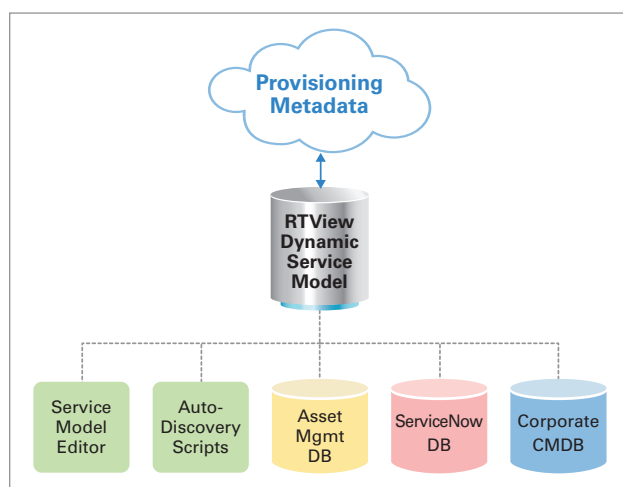 Provisioning
Metadata
RTView
Dynamic
Service
Model
Service
Model
Editor
Auto-
Discovery
Scripts
Asset
Mgmt
DB
ServiceNow
DB
Corporate
CMDB